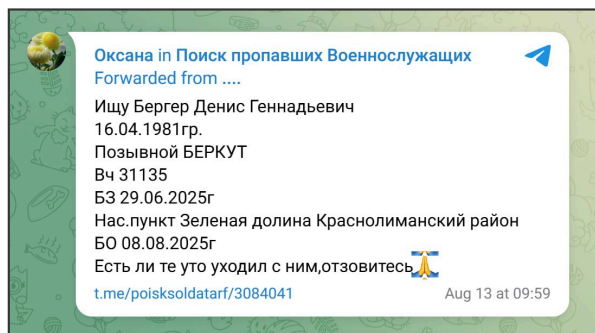 Оксана in Поиск пропавших Военнослужащих
Forwarded from ....
Ищу Бергер Денис Геннадьевич
16.04.1981гр.
Позывной БЕРКУТ
Вч 31135
БЗ 29.06.2025г
Нас.пункт Зеленая долина Краснолиманский район
БО 08.08.2025г
Есть ли те уто уходил с ним,отзовитесь🙏
t.me/poisksoldatarf/3084041 Aug 13 at 09:59